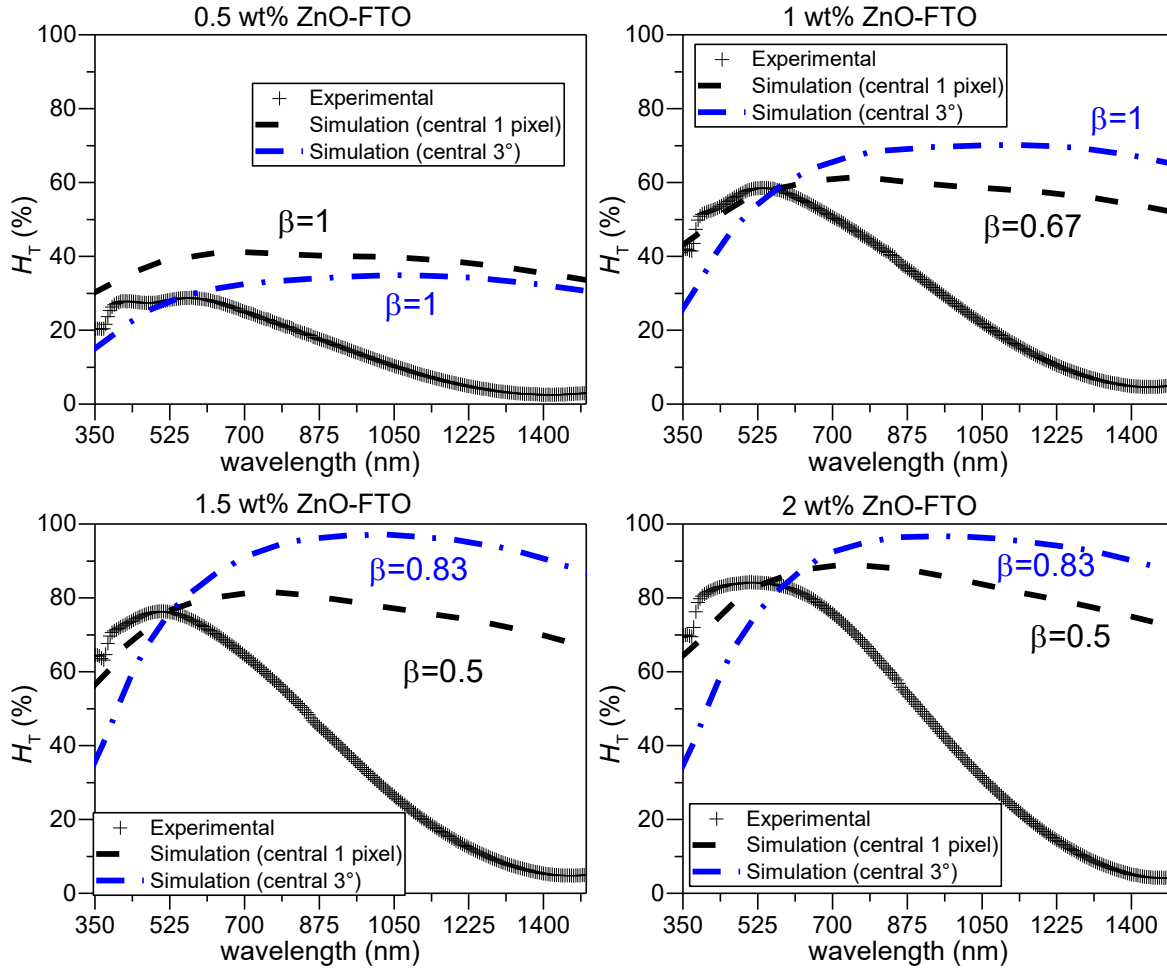 0.5 wt% ZnO-FTO
100
80
60
40
20
0
H_T (%)
Experimental
Simulation (central 1 pixel)
Simulation (central 3°)
β=1
β=1
350 525 700 875 1050 1225 1400
wavelength (nm)
1 wt% ZnO-FTO
100
80
60
40
20
0
H_T (%)
Experimental
Simulation (central 1 pixel)
Simulation (central 3°)
β=1
β=0.67
350 525 700 875 1050 1225 1400
wavelength (nm)
1.5 wt% ZnO-FTO
100
80
60
40
20
0
H_T (%)
β=0.83
β=0.5
Experimental
Simulation (central 1 pixel)
Simulation (central 3°)
350 525 700 875 1050 1225 1400
wavelength (nm)
2 wt% ZnO-FTO
100
80
60
40
20
0
H_T (%)
β=0.83
β=0.5
Experimental
Simulation (central 1 pixel)
Simulation (central 3°)
350 525 700 875 1050 1225 1400
wavelength (nm)